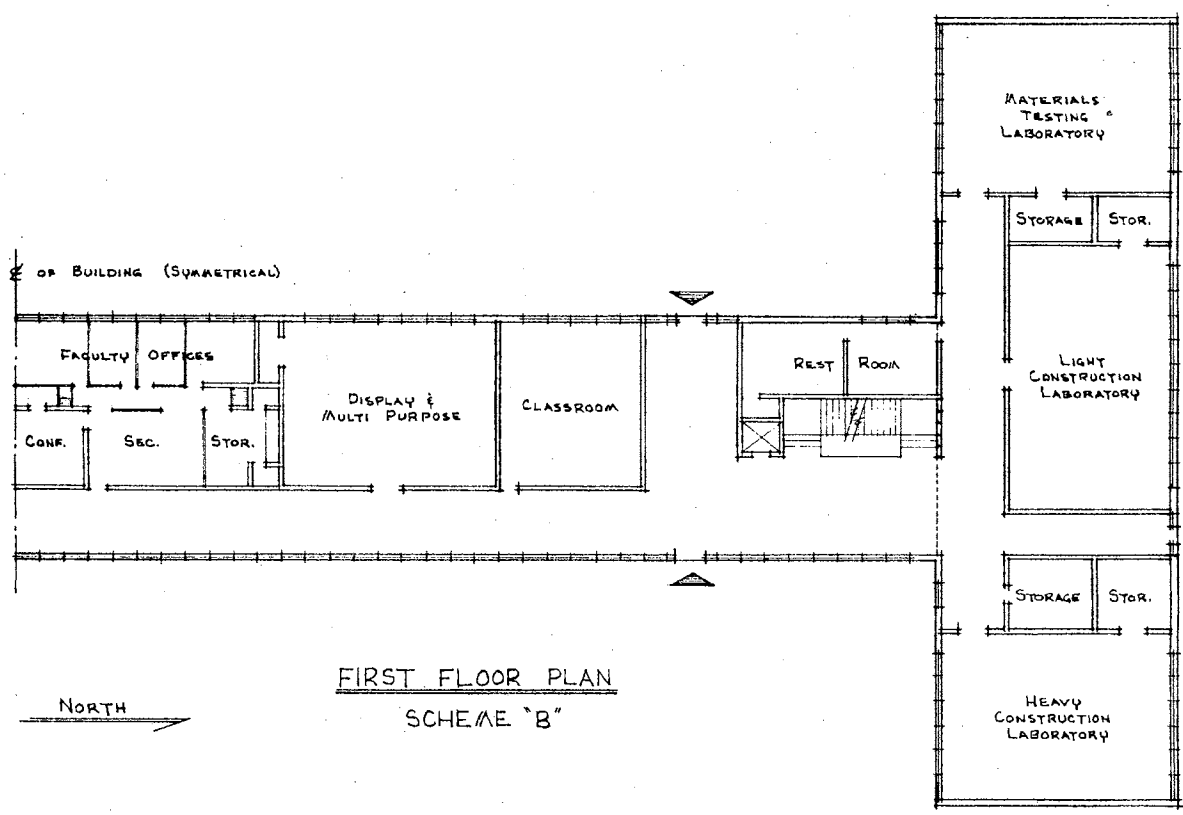 MATERIALS
TESTING
LABORATORY
STORAGE
STOR.
℄ OF BUILDING (SYMMETRICAL)
FACULTY OFFICES
REST ROOM
LIGHT
CONSTRUCTION
LABORATORY
DISPLAY &
MULTI PURPOSE
CLASSROOM
CONF.
SEC.
STOR.
STORAGE
STOR.
FIRST FLOOR PLAN
SCHEME "B"
NORTH
HEAVY
CONSTRUCTION
LABORATORY